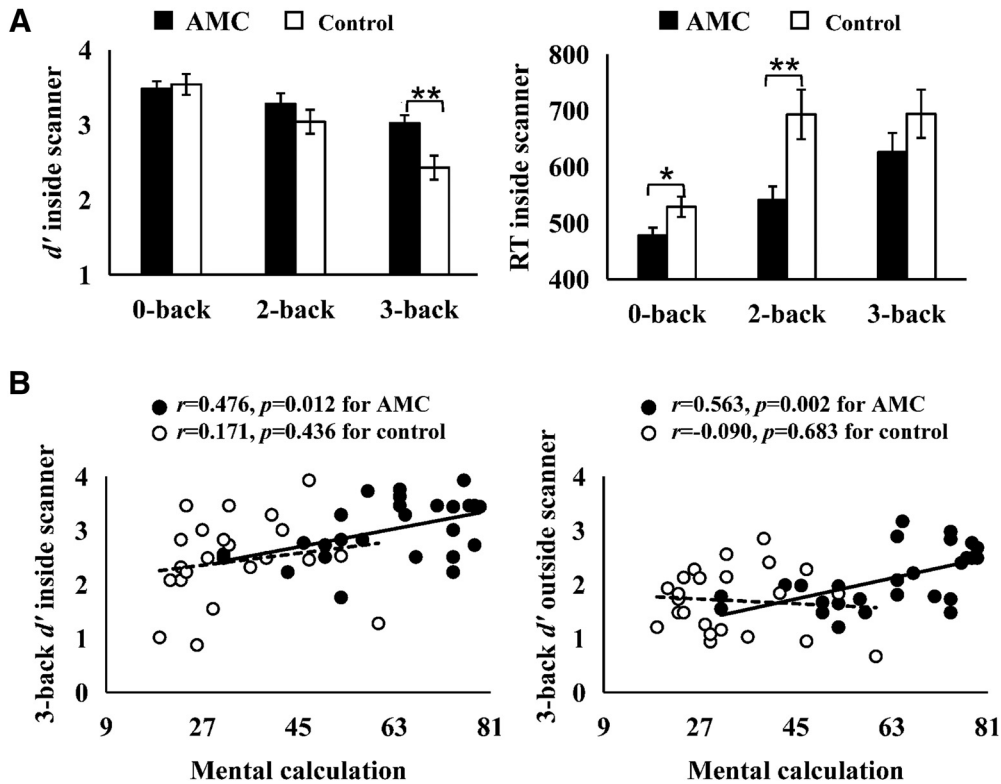 A
AMC Control
d' inside scanner
4
3
2
1
**
0-back 2-back 3-back
AMC Control
RT inside scanner
800
700
600
500
400
*
**
0-back 2-back 3-back
B
r=0.476, p=0.012 for AMC
r=0.171, p=0.436 for control
3-back d' inside scanner
4
3
2
1
0
9 27 45 63 81
Mental calculation
r=0.563, p=0.002 for AMC
r=-0.090, p=0.683 for control
3-back d' outside scanner
4
3
2
1
0
9 27 45 63 81
Mental calculation